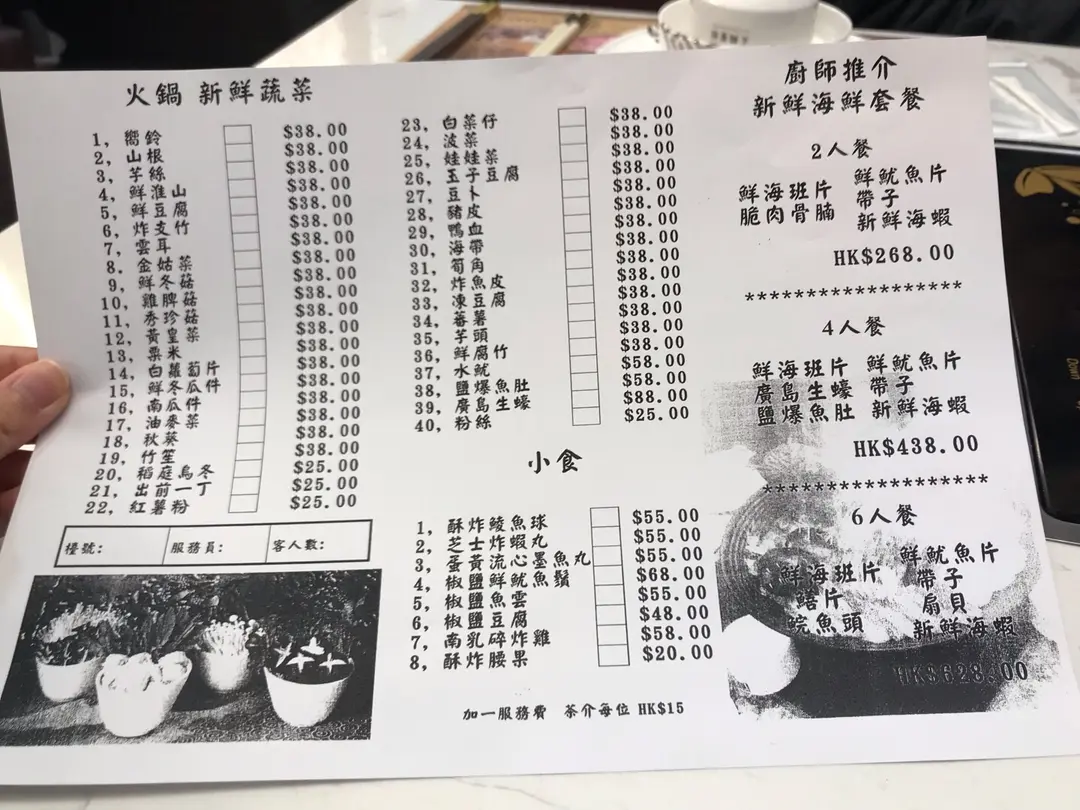 火鍋 新鮮蔬菜
1, 嚮鈴 $38.00
2, 山根 $38.00
3, 芋絲 $38.00
4, 鮮淮山 $38.00
5, 鮮豆腐 $38.00
6, 炸支竹 $38.00
7, 雲耳 $38.00
8, 金姑菜 $38.00
9, 鮮冬菇 $38.00
10, 雞脾菇 $38.00
11, 秀珍菇 $38.00
12, 黃皇菜 $38.00
13, 粟米 $38.00
14, 白蘿蔔片 $38.00
15, 鮮冬瓜件 $38.00
16, 南瓜件 $38.00
17, 油麥菜 $38.00
18, 秋葵 $38.00
19, 竹笙 $38.00
20, 稻庭烏冬 $25.00
21, 出前一丁 $25.00
22, 紅薯粉 $25.00
檯號: 服務員: 客人數:
23, 白菜仔 $38.00
24, 波菜 $38.00
25, 娃娃菜 $38.00
26, 玉子豆腐 $38.00
27, 豆卜 $38.00
28, 豬皮 $38.00
29, 鴨血 $38.00
30, 海帶 $38.00
31, 筍角 $38.00
32, 炸魚皮 $38.00
33, 凍豆腐 $38.00
34, 蕃薯 $38.00
35, 芋頭 $38.00
36, 鮮腐竹 $38.00
37, 水魷 $58.00
38, 鹽爆魚肚 $58.00
39, 廣島生蠔 $88.00
40, 粉絲 $25.00
小食
1, 酥炸鯪魚球 $55.00
2, 芝士炸蝦丸 $55.00
3, 蛋黃流心墨魚丸 $55.00
4, 椒鹽鮮魷魚鬚 $68.00
5, 椒鹽魚雲 $55.00
6, 椒鹽豆腐 $48.00
7, 南乳碎炸雞 $58.00
8, 酥炸腰果 $20.00
加一服務費 茶介每位 HK$15
廚師推介
新鮮海鮮套餐
2人餐
鮮海班片 鮮魷魚片
脆肉骨腩 帶子
新鮮海蝦
HK$268.00
******************
4人餐
鮮海班片 鮮魷魚片
廣島生蠔 帶子
鹽爆魚肚 新鮮海蝦
HK$438.00
******************
6人餐
鮮海班片 鮮魷魚片
鱔片 帶子
鯇魚頭 扇貝
新鮮海蝦
HK$628.00